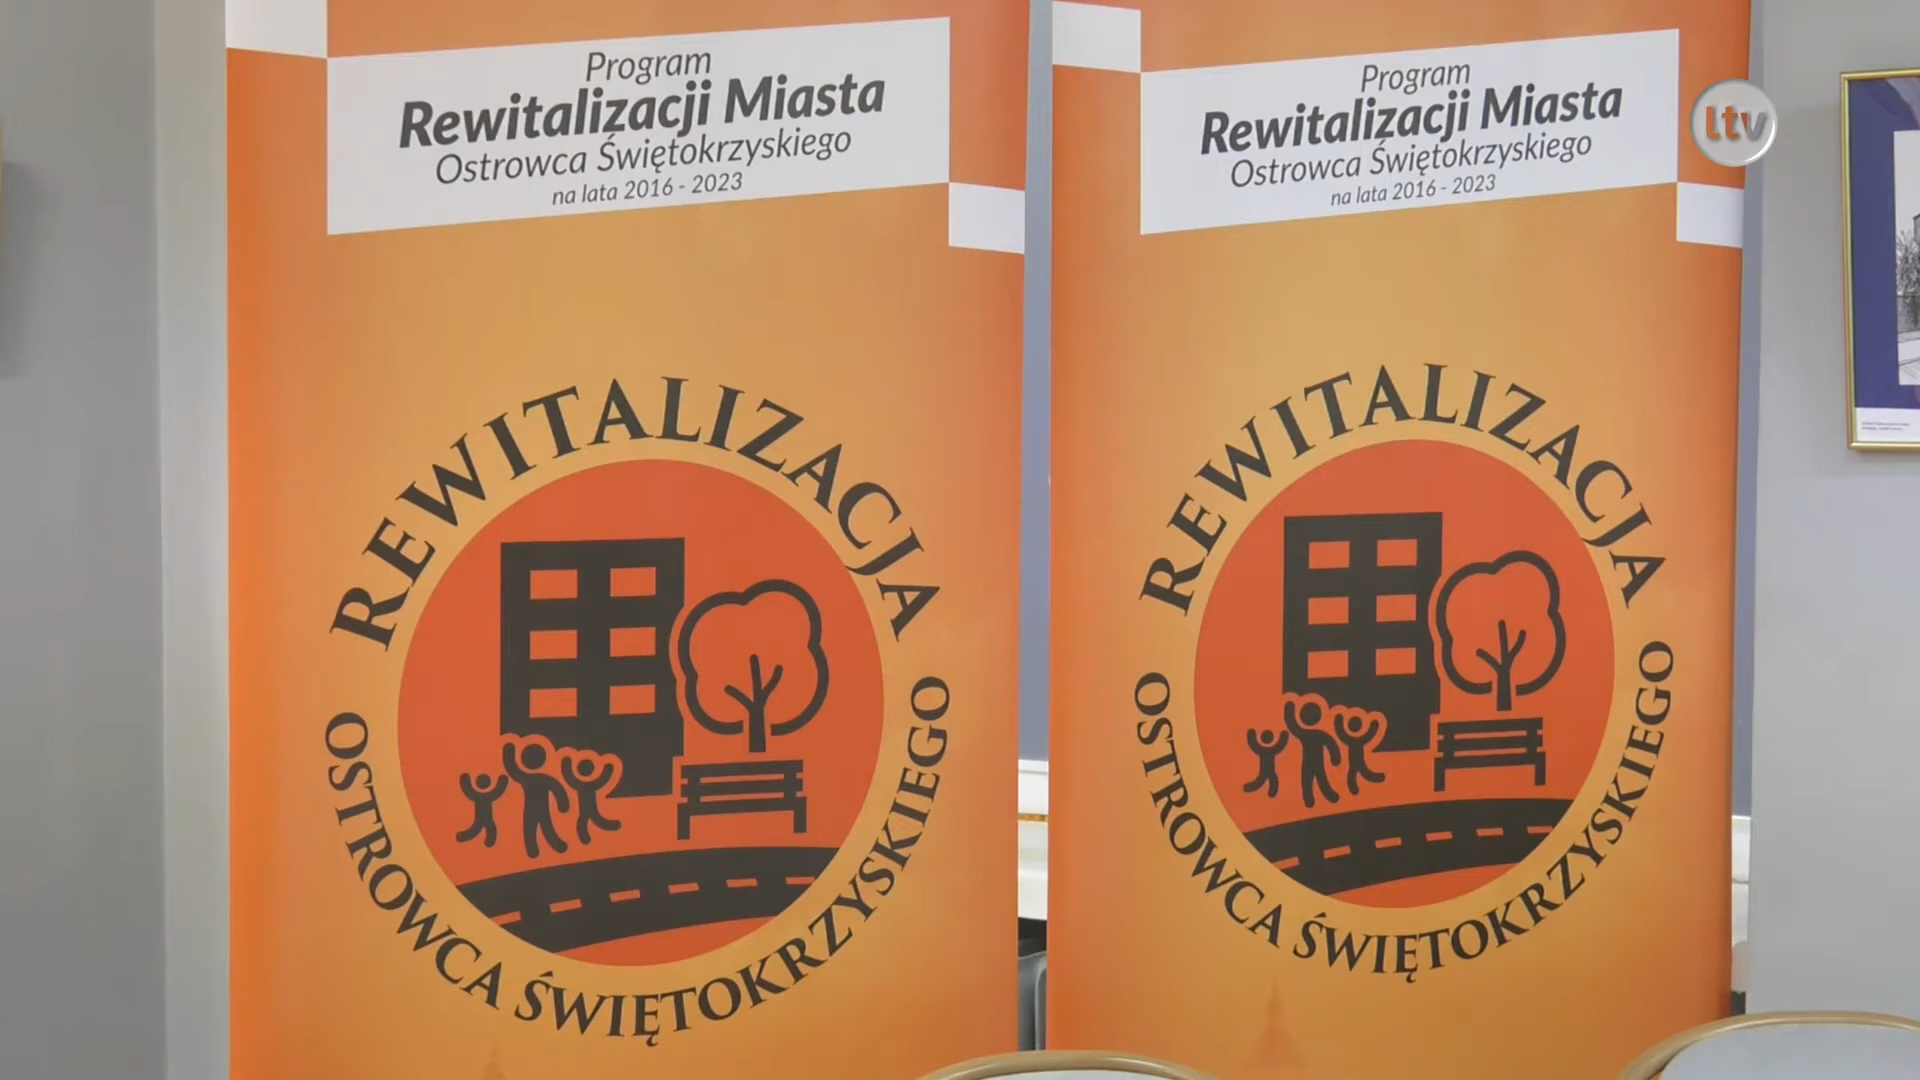 Program
Rewitalizacji Miasta
Ostrowca Świętokrzyskiego
na lata 2016 - 2023
REWITALIZACJA
OSTROWCA ŚWIĘTOKRZYSKIEGO
Program
Rewitalizacji Miasta
Ostrowca Świętokrzyskiego
na lata 2016 - 2023
REWITALIZACJA
OSTROWCA ŚWIĘTOKRZYSKIEGO
ltv